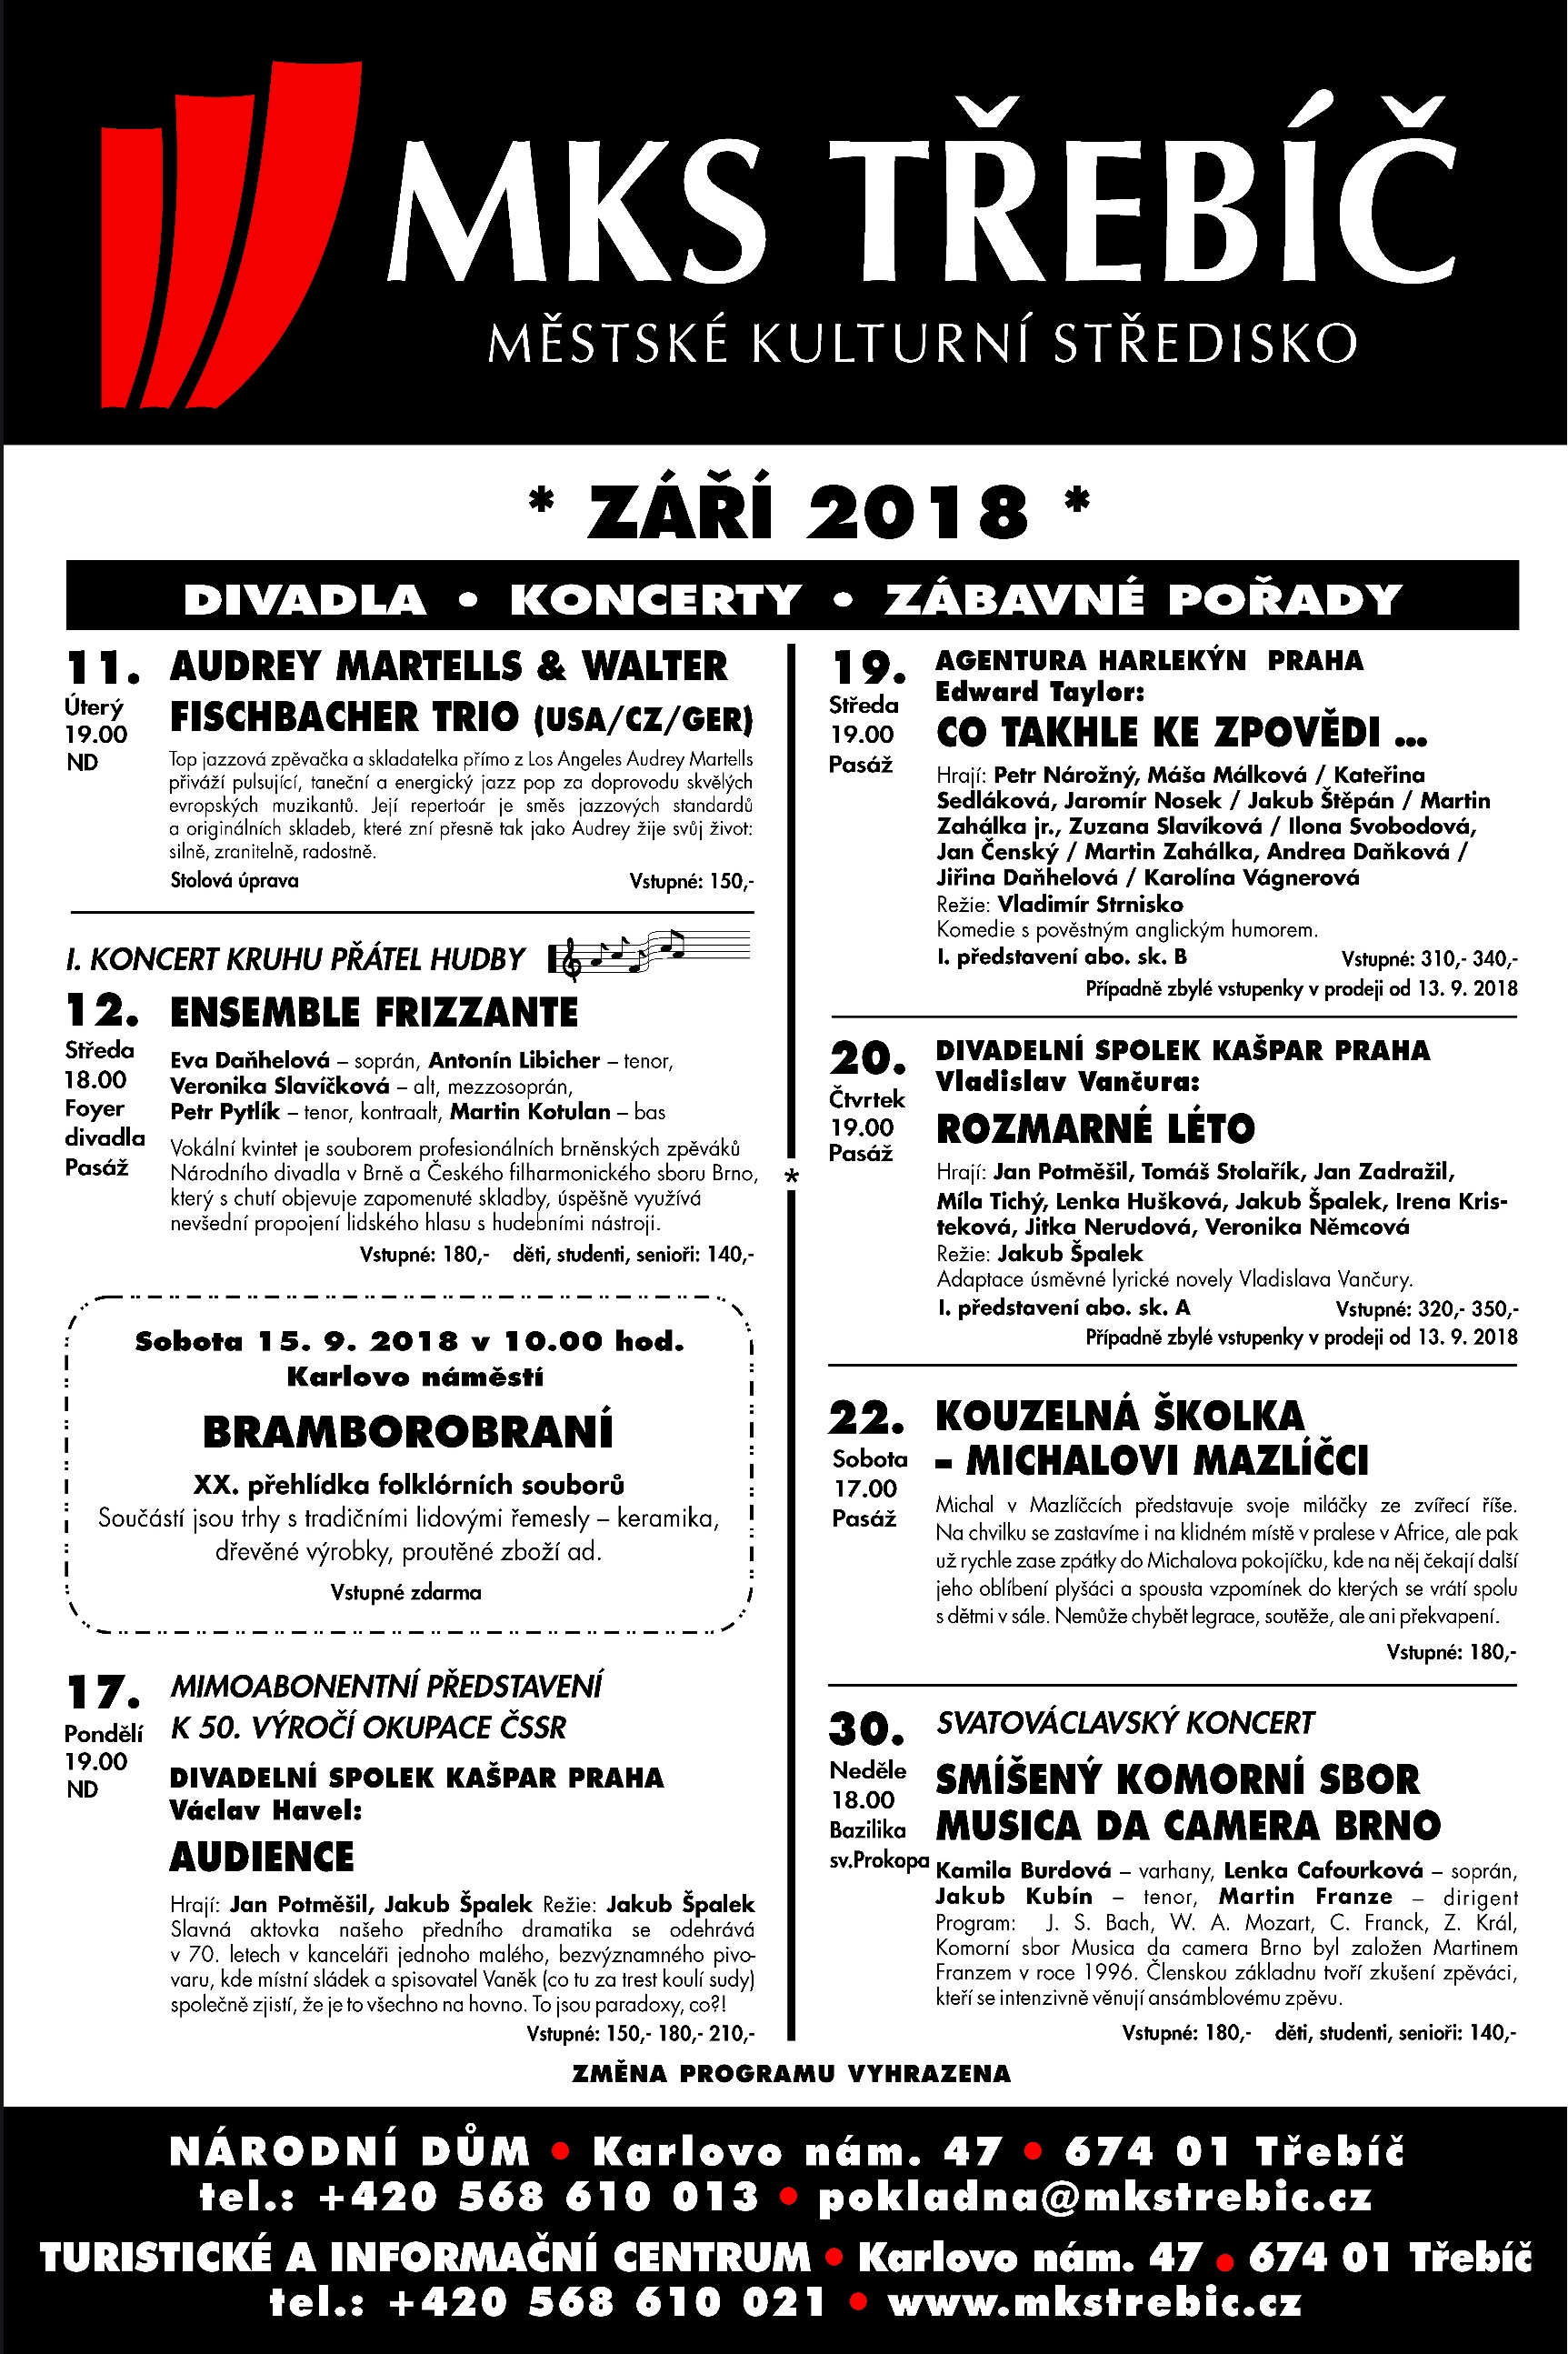 MKS TŘEBÍČ
MĚSTSKÉ KULTURNÍ STŘEDISKO
* ZÁŘÍ 2018 *
DIVADLA • KONCERTY • ZÁBAVNÉ POŘADY
11.
Úterý
19.00
ND
AUDREY MARTELLS & WALTER
FISCHBACHER TRIO (USA/CZ/GER)
Top jazzová zpěvačka a skladatelka přímo z Los Angeles Audrey Martells
přiváží pulsující, taneční a energický jazz pop za doprovodu skvělých
evropských muzikantů. Její repertoár je směs jazzových standardů
a originálních skladeb, které zní přesně tak jako Audrey žije svůj život:
silně, zranitelně, radostně.
Stolová úprava Vstupné: 150,-
I. KONCERT KRUHU PŘÁTEL HUDBY
12.
Středa
18.00
Foyer
divadla
Pasáž
ENSEMBLE FRIZZANTE
Eva Daňhelová – soprán, Antonín Libicher – tenor,
Veronika Slavíčková – alt, mezzosoprán,
Petr Pytlík – tenor, kontraalt, Martin Kotulan – bas
Vokální kvintet je souborem profesionálních brněnských zpěváků
Národního divadla v Brně a Českého filharmonického sboru Brno,
který s chutí objevuje zapomenuté skladby, úspěšně využívá
nevšední propojení lidského hlasu s hudebními nástroji.
Vstupné: 180,- děti, studenti, senioři: 140,-
Sobota 15. 9. 2018 v 10.00 hod.
Karlovo náměstí
BRAMBOROBRANÍ
XX. přehlídka folklórních souborů
Součástí jsou trhy s tradičními lidovými řemesly – keramika,
dřevěné výrobky, proutěné zboží ad.
Vstupné zdarma
17.
Pondělí
19.00
ND
MIMOABONENTNÍ PŘEDSTAVENÍ
K 50. VÝROČÍ OKUPACE ČSSR
DIVADELNÍ SPOLEK KAŠPAR PRAHA
Václav Havel:
AUDIENCE
Hrají: Jan Potměšil, Jakub Špalek Režie: Jakub Špalek
Slavná aktovka našeho předního dramatika se odehrává
v 70. letech v kanceláři jednoho malého, bezvýznamného pivo-
varu, kde místní sládek a spisovatel Vaněk (co tu za trest koulí sudy)
společně zjistí, že je to všechno na hovno. To jsou paradoxy, co?!
Vstupné: 150,- 180,- 210,-
*
19.
Středa
19.00
Pasáž
AGENTURA HARLEKÝN PRAHA
Edward Taylor:
CO TAKHLE KE ZPOVĚDI ...
Hrají: Petr Nárožný, Máša Málková / Kateřina
Sedláková, Jaromír Nosek / Jakub Štěpán / Martin
Zahálka jr., Zuzana Slavíková / Ilona Svobodová,
Jan Čenský / Martin Zahálka, Andrea Daňková /
Jiřina Daňhelová / Karolína Vágnerová
Režie: Vladimír Strnisko
Komedie s pověstným anglickým humorem.
I. představení abo. sk. B Vstupné: 310,- 340,-
Případně zbylé vstupenky v prodeji od 13. 9. 2018
20.
Čtvrtek
19.00
Pasáž
DIVADELNÍ SPOLEK KAŠPAR PRAHA
Vladislav Vančura:
ROZMARNÉ LÉTO
Hrají: Jan Potměšil, Tomáš Stolařík, Jan Zadražil,
Míla Tichý, Lenka Hušková, Jakub Špalek, Irena Kris-
teková, Jitka Nerudová, Veronika Němcová
Režie: Jakub Špalek
Adaptace úsměvné lyrické novely Vladislava Vančury.
I. představení abo. sk. A Vstupné: 320,- 350,-
Případně zbylé vstupenky v prodeji od 13. 9. 2018
22.
Sobota
17.00
Pasáž
KOUZELNÁ ŠKOLKA
– MICHALOVI MAZLÍČCI
Michal v Mazlíčcích představuje svoje miláčky ze zvířecí říše.
Na chvilku se zastavíme i na klidném místě v pralese v Africe, ale pak
už rychle zase zpátky do Michalova pokojíčku, kde na něj čekají další
jeho oblíbení plyšáci a spousta vzpomínek do kterých se vrátí spolu
s dětmi v sále. Nemůže chybět legrace, soutěže, ale ani překvapení.
Vstupné: 180,-
30.
Neděle
18.00
Bazilika
sv.Prokopa
SVATOVÁCLAVSKÝ KONCERT
SMÍŠENÝ KOMORNÍ SBOR
MUSICA DA CAMERA BRNO
Kamila Burdová – varhany, Lenka Cafourková – soprán,
Jakub Kubín – tenor, Martin Franze – dirigent
Program: J. S. Bach, W. A. Mozart, C. Franck, Z. Král,
Komorní sbor Musica da camera Brno byl založen Martinem
Franzem v roce 1996. Členskou základnu tvoří zkušení zpěváci,
kteří se intenzivně věnují ansámblovému zpěvu.
Vstupné: 180,- děti, studenti, senioři: 140,-
ZMĚNA PROGRAMU VYHRAZENA
NÁRODNÍ DŮM • Karlovo nám. 47 • 674 01 Třebíč
tel.: +420 568 610 013 • pokladna@mkstrebic.cz
TURISTICKÉ A INFORMAČNÍ CENTRUM • Karlovo nám. 47 • 674 01 Třebíč
tel.: +420 568 610 021 • www.mkstrebic.cz